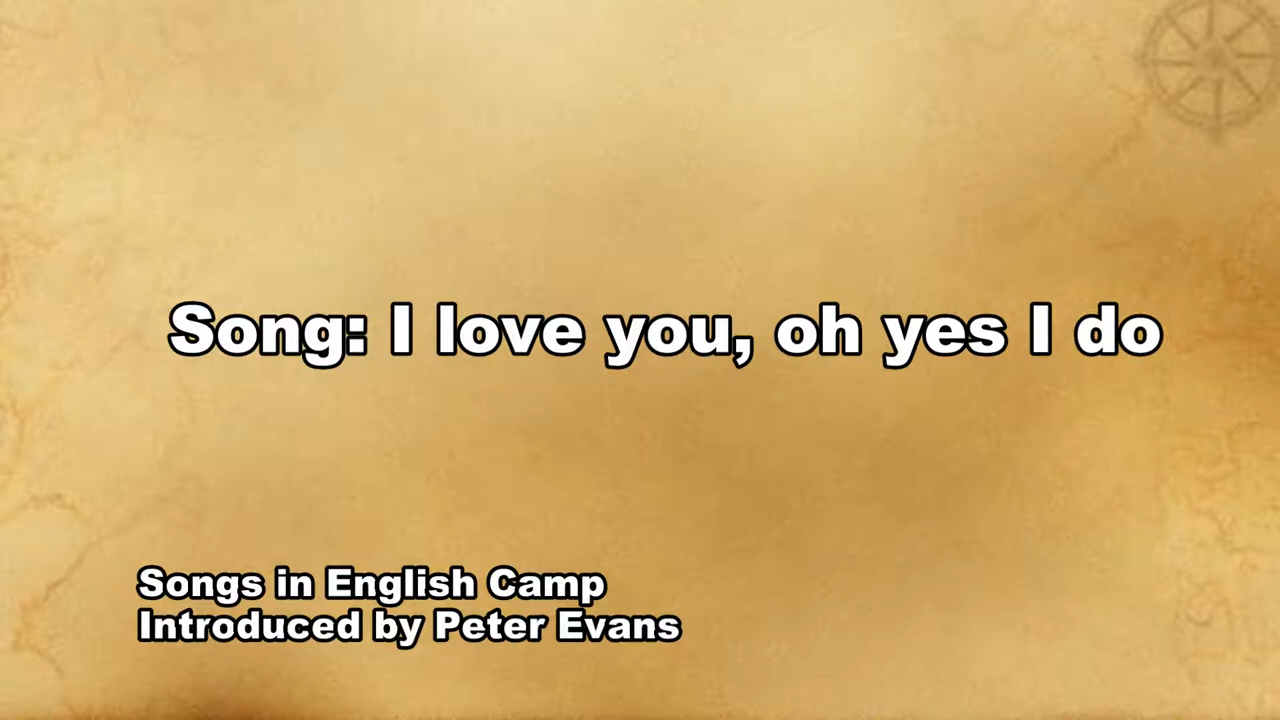 Song: I love you, oh yes I do
Songs in English Camp
Introduced by Peter Evans